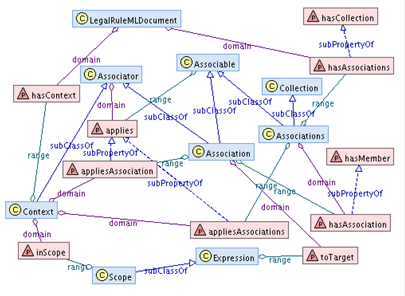 C LegalRuleMLDocument
P hasCollection
domain
subPropertyOf
C Associator
C Associable
P hasAssociations
P hasContext
domain
subClassOf
C Collection
domain
range
subClassOf
range
subClassOf
P applies
subClassOf
C Associations
range
subPropertyOf
C Association
P hasMember
range
P appliesAssociation
subPropertyOf
range
domain
subPropertyOf
domain
range
C Context
range
domain
P appliesAssociations
P hasAssociation
domain
domain
P inScope
C Expression
P toTarget
range
subClassOf
range
C Scope